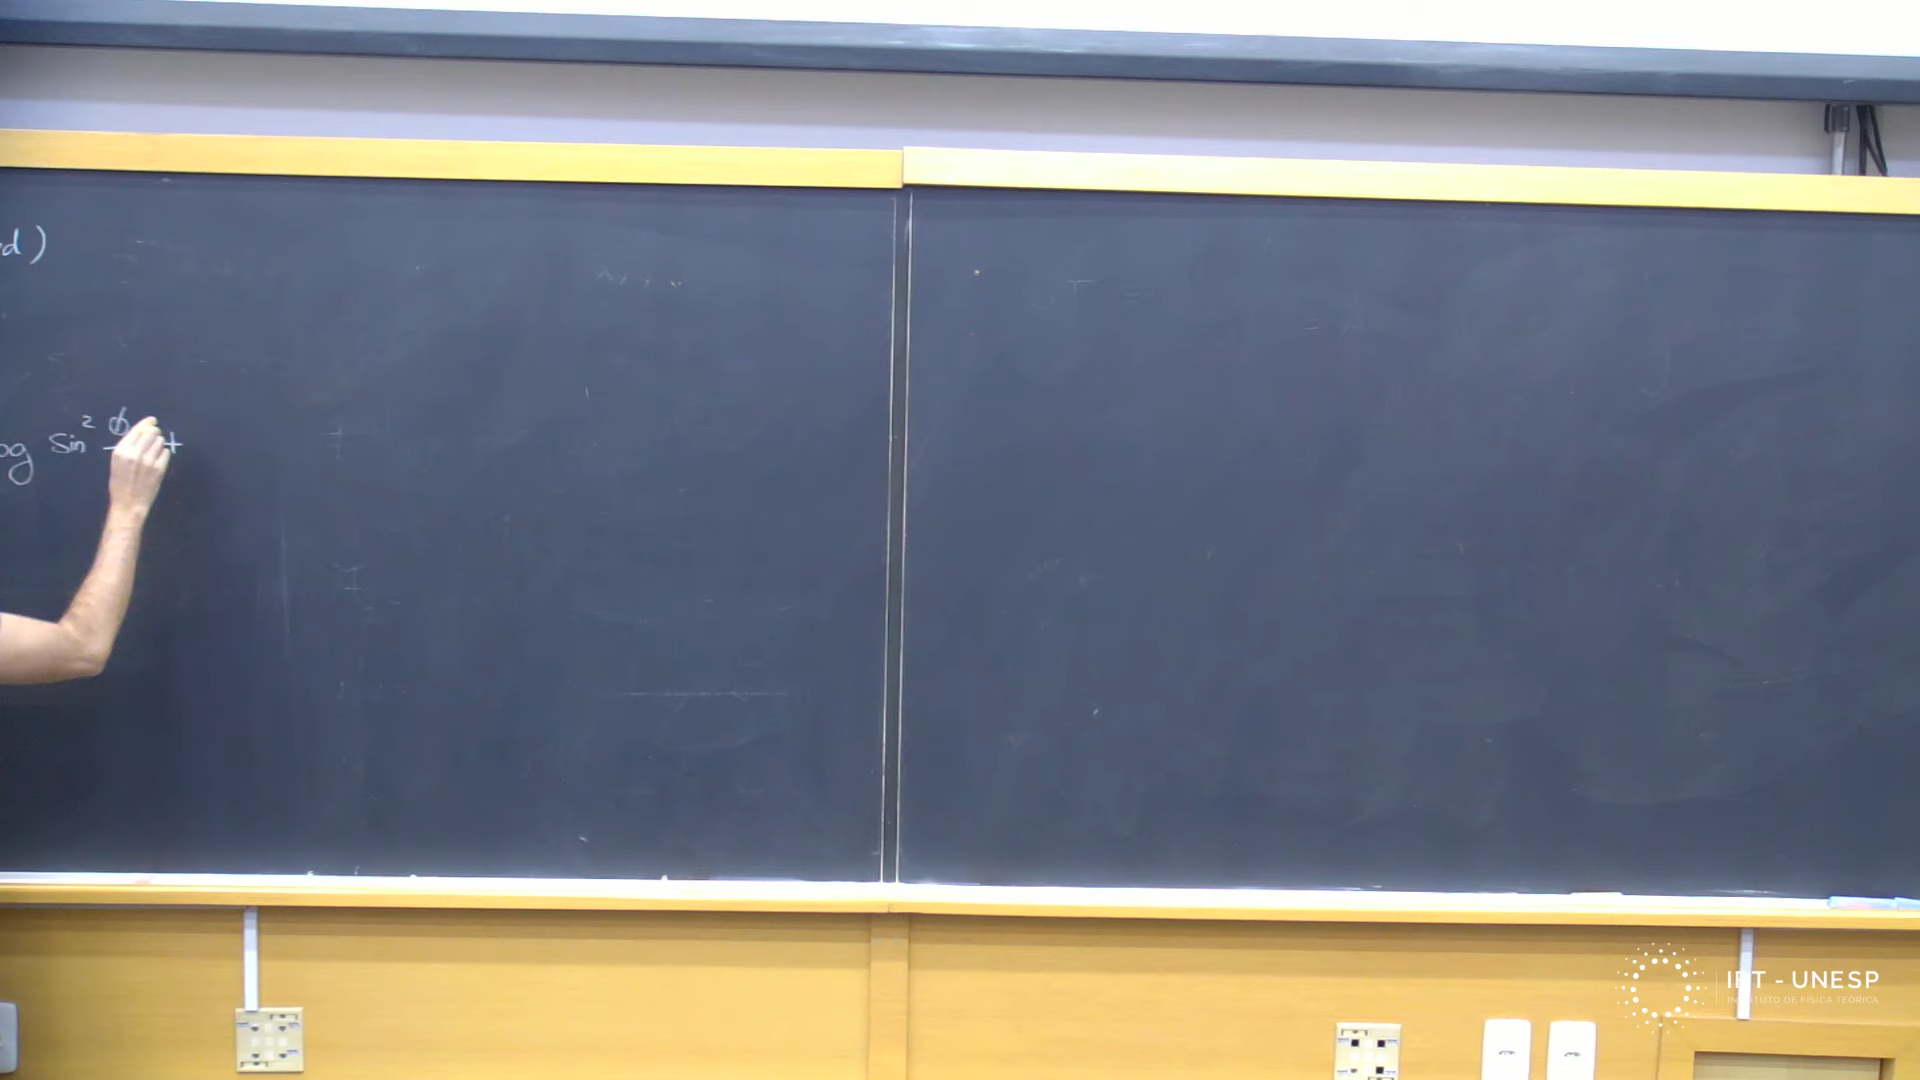 d)
og sin² ϕ +
IFT - UNESP
INSTITUTO DE FÍSICA TEÓRICA